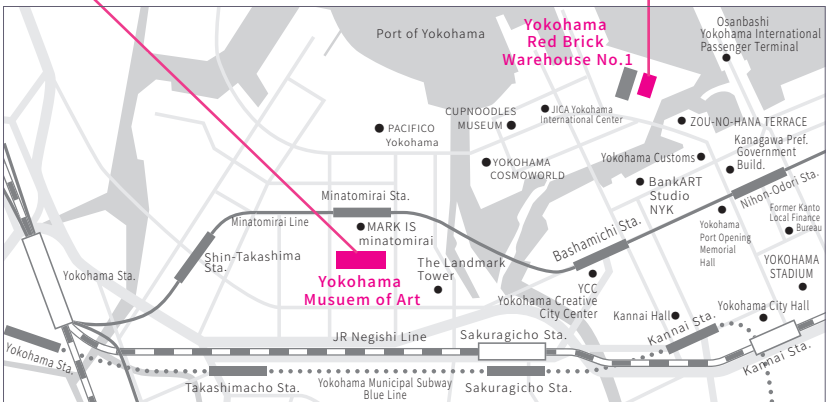 Port of Yokohama
Yokohama
Red Brick
Warehouse No.1
Osanbashi
Yokohama International
Passenger Terminal
CUPNOODLES
MUSEUM
JICA Yokohama
International Center
ZOU-NO-HANA TERRACE
PACIFICO
Yokohama
Kanagawa Pref.
Government
Build.
YOKOHAMA
COSMOWORLD
Yokohama Customs
BankART
Studio
NYK
Nihon-Odori Sta.
Minatomirai Sta.
Minatomirai Line
MARK IS
minatomirai
Former Kanto
Local Finance
Bureau
Yokohama
Port Opening
Memorial
Hall
Bashamichi Sta.
Shin-Takashima
Sta.
The Landmark
Tower
YOKOHAMA
STADIUM
Yokohama Sta.
Yokohama
Musuem of Art
YCC
Yokohama Creative
City Center
Kannai Hall
Kannai Sta.
Yokohama City Hall
JR Negishi Line
Sakuragicho Sta.
Kannai Sta.
Yokohama Sta.
Takashimacho Sta.
Yokohama Municipal Subway
Blue Line
Sakuragicho Sta.